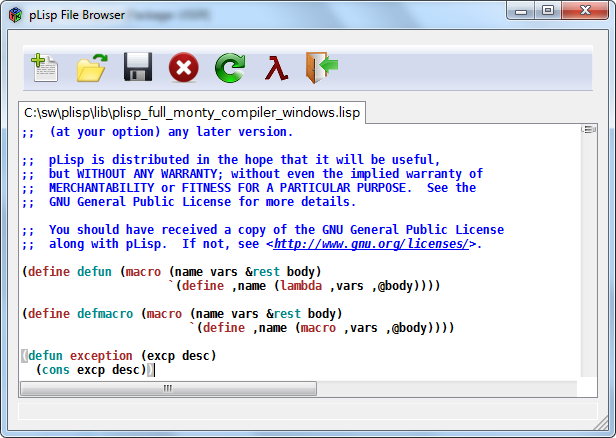 pLisp File Browser
C:\sw\plisp\lib\plisp_full_monty_compiler_windows.lisp
;;  (at your option) any later version.
;;  pLisp is distributed in the hope that it will be useful,
;;  but WITHOUT ANY WARRANTY; without even the implied warranty of
;;  MERCHANTABILITY or FITNESS FOR A PARTICULAR PURPOSE.  See the
;;  GNU General Public License for more details.
;;  You should have received a copy of the GNU General Public License
;;  along with pLisp.  If not, see <http://www.gnu.org/licenses/>.
(define defun (macro (name vars &rest body)
`(define ,name (lambda ,vars ,@body))))
(define defmacro (macro (name vars &rest body)
`(define ,name (macro ,vars ,@body))))
(defun exception (excp desc)
(cons excp desc))